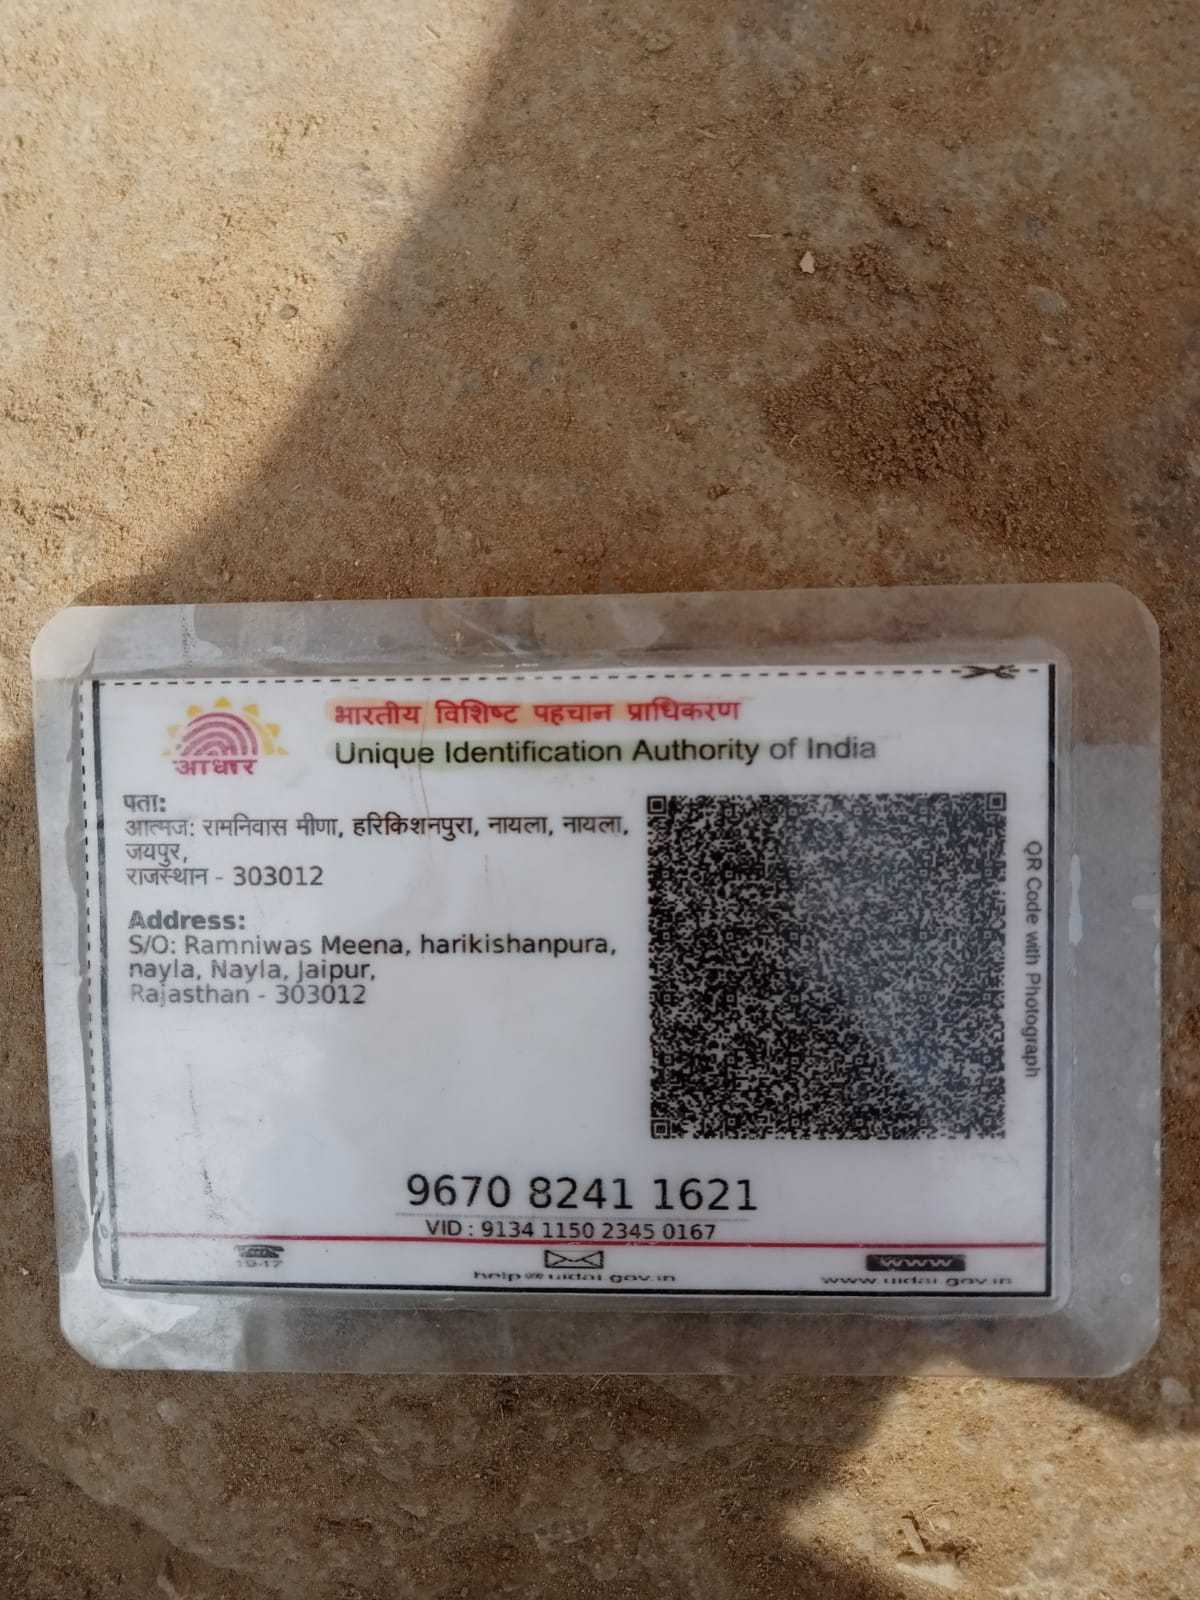 आधार
भारतीय विशिष्ट पहचान प्राधिकरण
Unique Identification Authority of India
पता:
आत्मज: रामनिवास मीणा, हरिकिशनपुरा, नायला, नायला,
जयपुर,
राजस्थान - 303012
Address:
S/O: Ramniwas Meena, harikishanpura,
nayla, Nayla, Jaipur,
Rajasthan - 303012
QR Code with Photograph
9670 8241 1621
VID : 9134 1150 2345 0167
1947
help@uidai.gov.in
www
www.uidai.gov.in